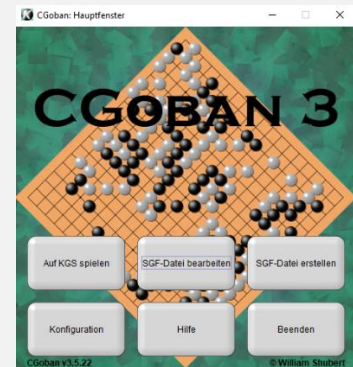 CGoban: Hauptfenster
CGOBAN 3
Auf KGS spielen
SGF-Datei bearbeiten
SGF-Datei erstellen
Konfiguration
Hilfe
Beenden
CGoban v3.5.22
© William Shubert